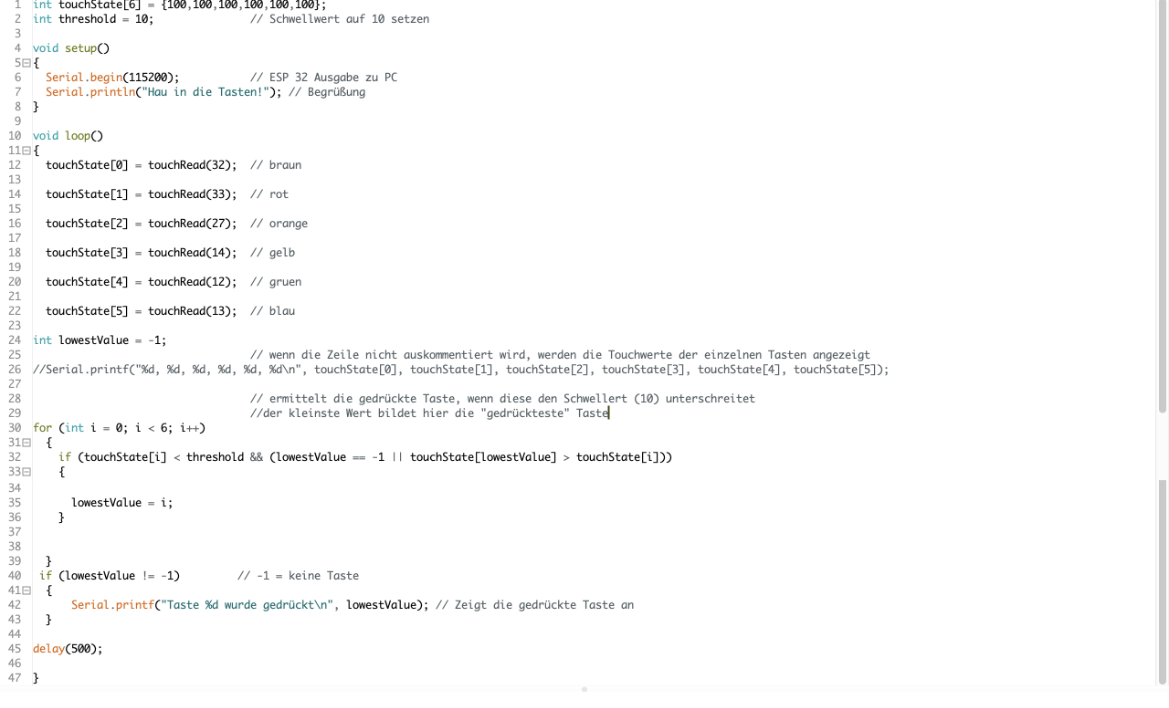 1 int touchState[6] = {100,100,100,100,100,100};
2 int threshold = 10; // Schwellwert auf 10 setzen
3
4 void setup()
5 {
6 Serial.begin(115200); // ESP 32 Ausgabe zu PC
7 Serial.println("Hau in die Tasten!"); // Begrüßung
8 }
9
10 void loop()
11 {
12 touchState[0] = touchRead(32); // braun
13
14 touchState[1] = touchRead(33); // rot
15
16 touchState[2] = touchRead(27); // orange
17
18 touchState[3] = touchRead(14); // gelb
19
20 touchState[4] = touchRead(12); // gruen
21
22 touchState[5] = touchRead(13); // blau
23
24 int lowestValue = -1;
25 // wenn die Zeile nicht auskommentiert wird, werden die Touchwerte der einzelnen Tasten angezeigt
26 //Serial.printf("%d, %d, %d, %d, %d, %d\n", touchState[0], touchState[1], touchState[2], touchState[3], touchState[4], touchState[5]);
27
28 // ermittelt die gedrückte Taste, wenn diese den Schwellert (10) unterschreitet
29 //der kleinste Wert bildet hier die "gedrückteste" Taste
30 for (int i = 0; i < 6; i++)
31 {
32 if (touchState[i] < threshold && (lowestValue == -1 || touchState[lowestValue] > touchState[i]))
33 {
34
35 lowestValue = i;
36 }
37
38
39 }
40 if (lowestValue != -1) // -1 = keine Taste
41 {
42 Serial.printf("Taste %d wurde gedrückt\n", lowestValue); // Zeigt die gedrückte Taste an
43 }
44
45 delay(500);
46
47 }